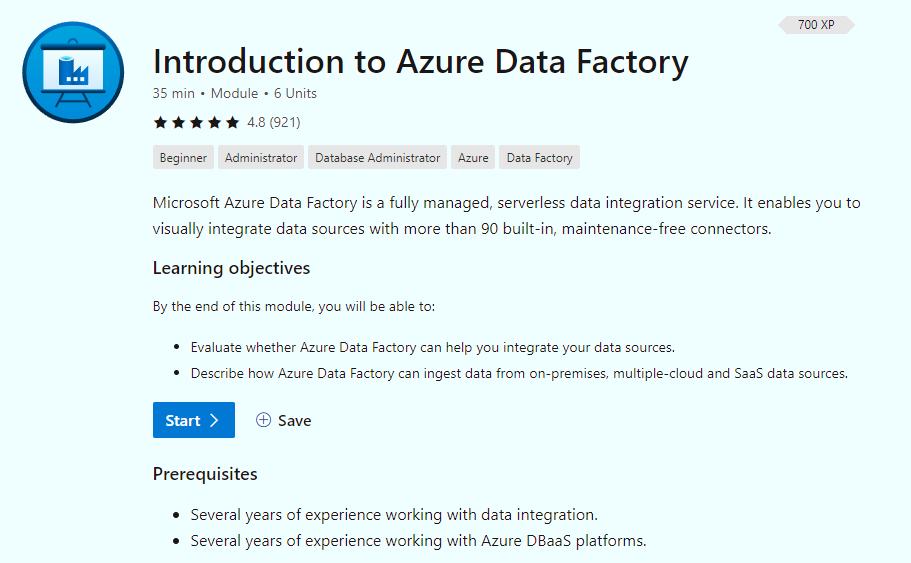 700 XP
Introduction to Azure Data Factory
35 min • Module • 6 Units
4.8 (921)
Beginner Administrator Database Administrator Azure Data Factory
Microsoft Azure Data Factory is a fully managed, serverless data integration service. It enables you to
visually integrate data sources with more than 90 built-in, maintenance-free connectors.
Learning objectives
By the end of this module, you will be able to:
• Evaluate whether Azure Data Factory can help you integrate your data sources.
• Describe how Azure Data Factory can ingest data from on-premises, multiple-cloud and SaaS data sources.
Start Save
Prerequisites
• Several years of experience working with data integration.
• Several years of experience working with Azure DBaaS platforms.